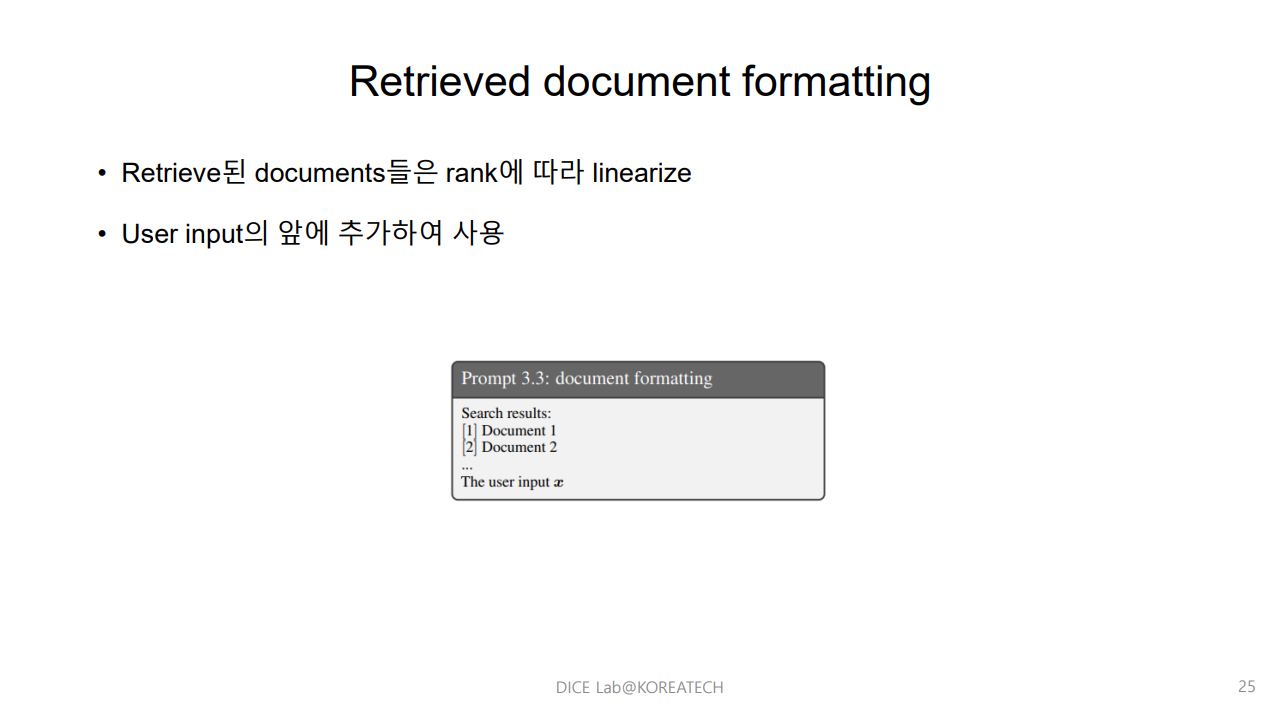 Retrieved document formatting
• Retrieve된 documents들은 rank에 따라 linearize
• User input의 앞에 추가하여 사용
Prompt 3.3: document formatting
Search results:
[1] Document 1
[2] Document 2
...
The user input x
DICE Lab@KOREATECH
25